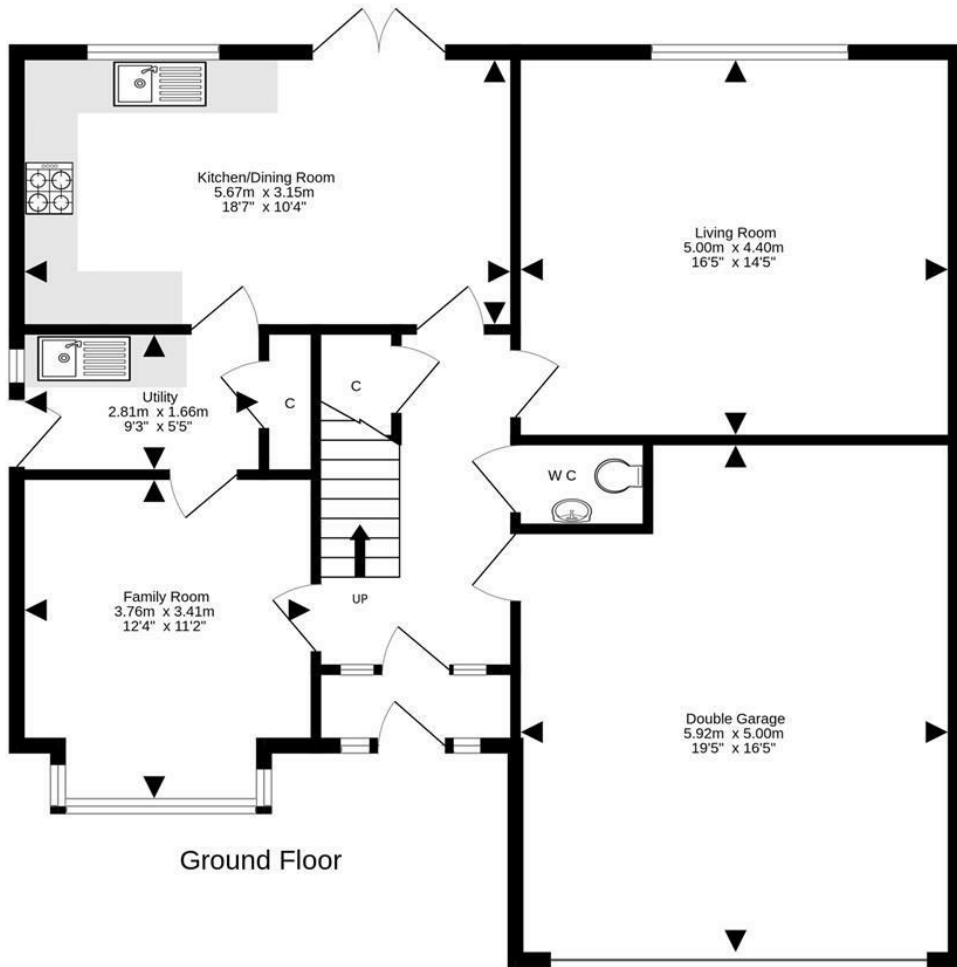 Kitchen/Dining Room
5.67m x 3.15m
18'7" x 10'4"
Living Room
5.00m x 4.40m
16'5" x 14'5"
C
C
Utility
2.81m x 1.66m
9'3" x 5'5"
W C
Family Room
3.76m x 3.41m
12'4" x 11'2"
UP
Double Garage
5.92m x 5.00m
19'5" x 16'5"
Ground Floor